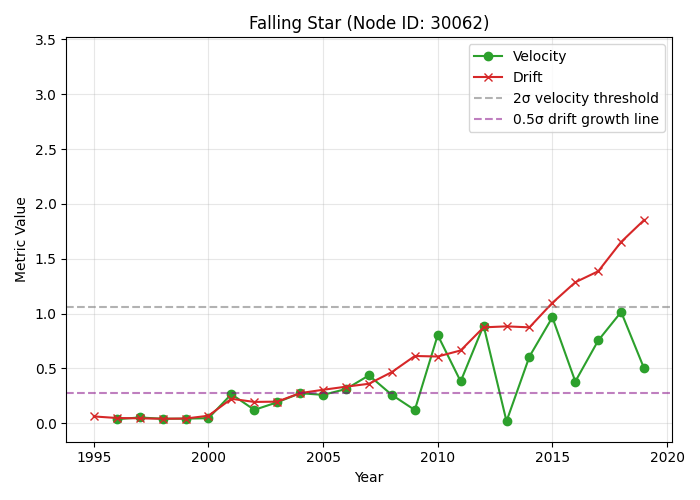 Falling Star (Node ID: 30062)
Metric Value
3.5
3.0
2.5
2.0
1.5
1.0
0.5
0.0
Velocity
Drift
2σ velocity threshold
0.5σ drift growth line
1995
2000
2005
2010
2015
2020
Year